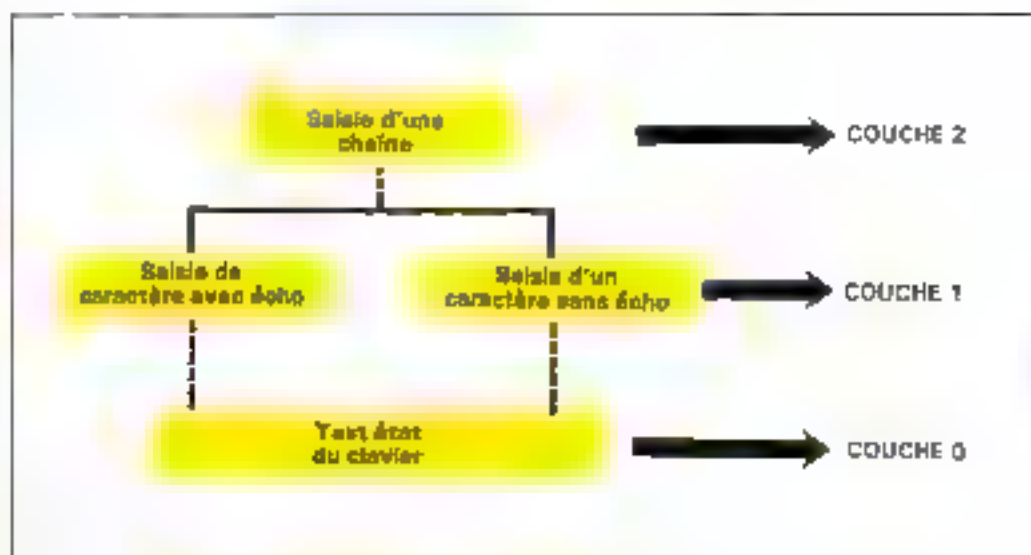 Saisie d'une
chaîne
COUCHE 2
Saisie de
caractère avec écho
Saisie d'un
caractère sans écho
COUCHE 1
Test état
du clavier
COUCHE 0